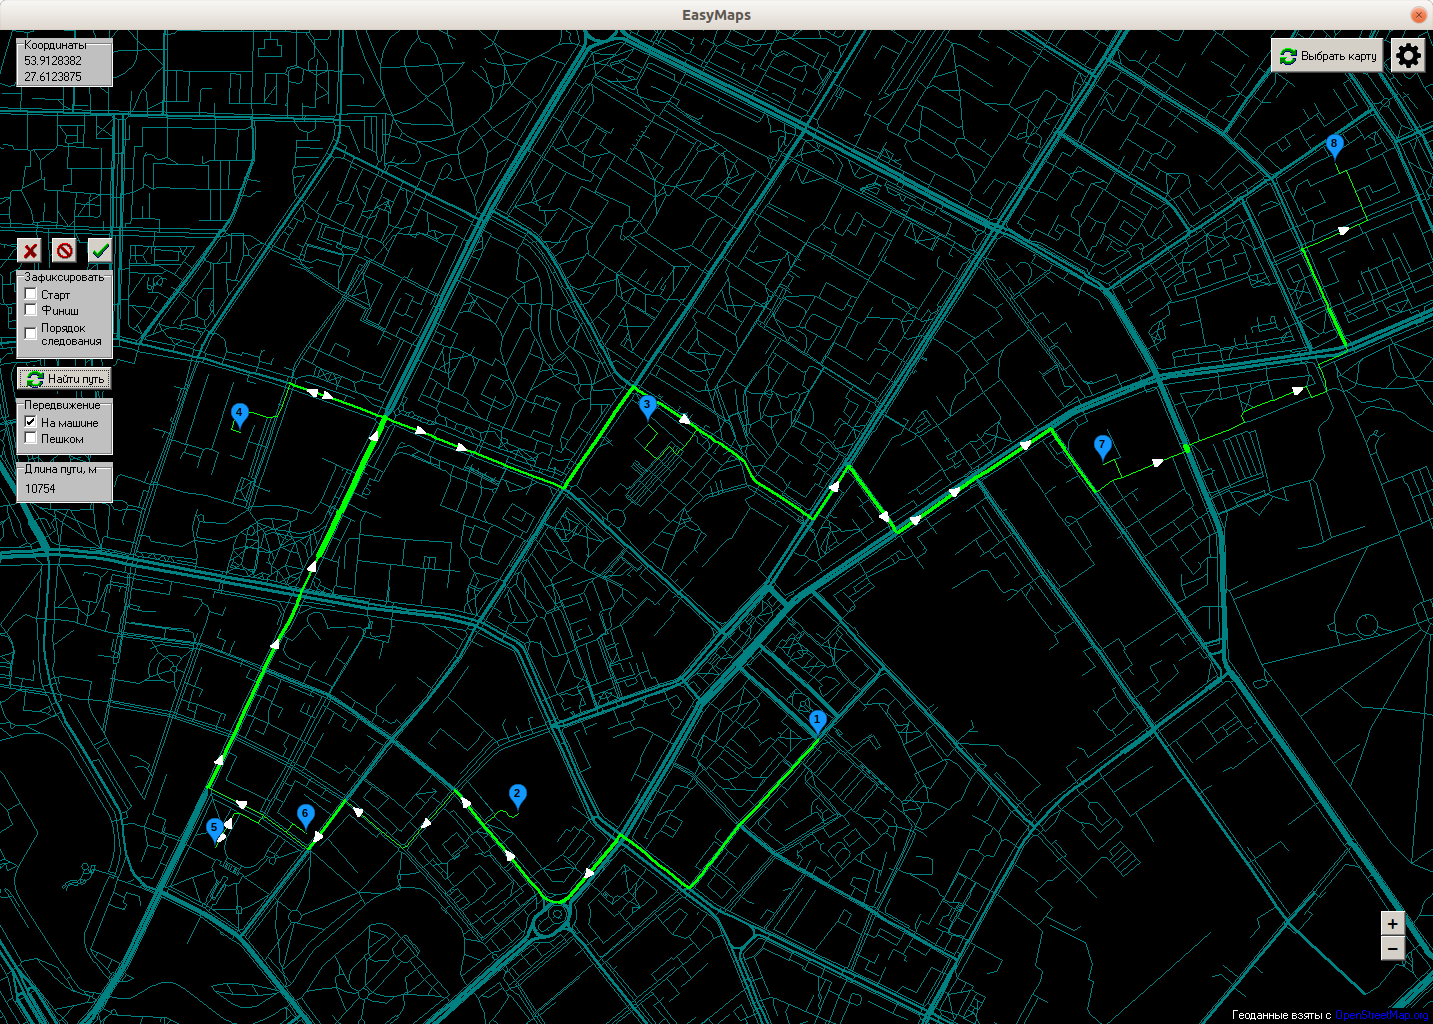 EasyMaps
Координаты
53.9128382
27.6123875
Выбрать карту
8
Зафиксировать
Старт
Финиш
Порядок
следования
Найти путь
4
3
Передвижение
На машине
Пешком
7
Длина пути, м
10754
1
2
6
5
+
−
Геоданные взяты с OpenStreetMap.org